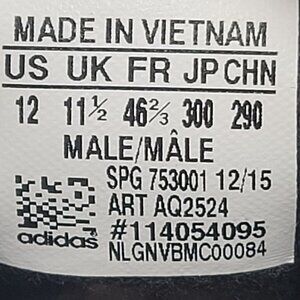 MADE IN VIETNAM
US UK FR JP CHN
12 11½ 46⅔ 300 290
MALE/MÂLE
SPG 753001 12/15
ART AQ2524
#114054095
adidas NLGNVBMC00084